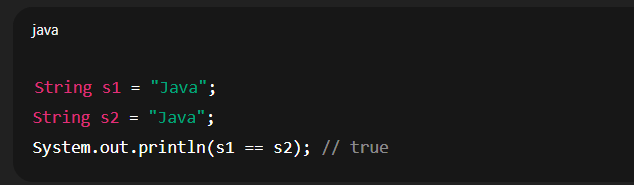 java
String s1 = "Java";
String s2 = "Java";
System.out.println(s1 == s2); // true